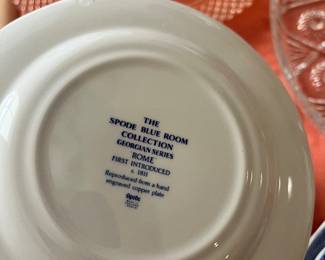 THE
SPODE BLUE ROOM
COLLECTION
GEORGIAN SERIES
'ROME'
FIRST INTRODUCED
c. 1811
Reproduced from a hand
engraved copper plate
Spode